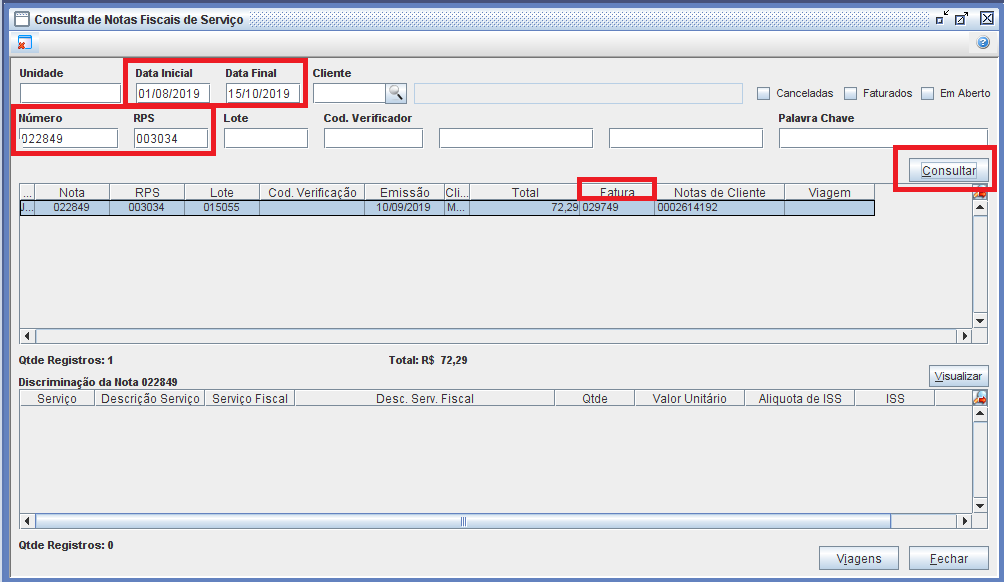 Consulta de Notas Fiscais de Serviço
Unidade Data Inicial Data Final Cliente
01/08/2019 15/10/2019 Canceladas Faturados Em Aberto
Número RPS Lote Cod. Verificador Palavra Chave
022849 003034
Consultar
... Nota RPS Lote Cod. Verificação Emissão Cli... Total Fatura Notas de Cliente Viagem
J... 022849 003034 015055 10/09/2019 M... 72,29 029749 0002614192
Qtde Registros: 1 Total: R$ 72,29
Visualizar
Discriminação da Nota 022849
Serviço Descrição Serviço Serviço Fiscal Desc. Serv. Fiscal Qtde Valor Unitário Aliquota de ISS ISS
Qtde Registros: 0
Viagens Fechar